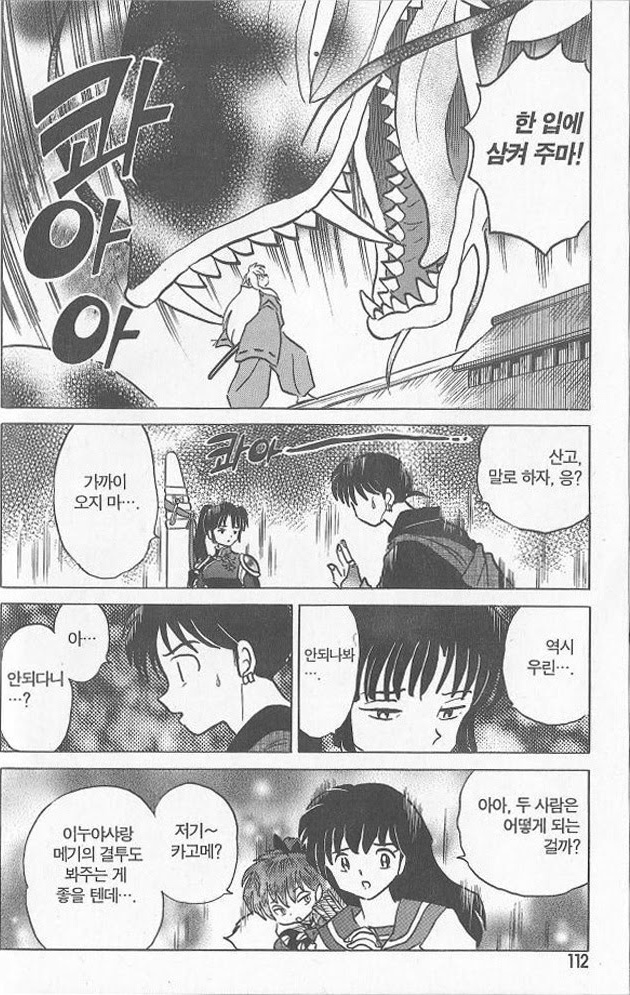 한 입에
삼켜 주마!
콰
아
아
산고,
말로 하자, 응?
콰아
가까이
오지 마….
역시
우린….
안되나봐
….
아…
안되다니
…?
아아, 두 사람은
어떻게 되는
걸까?
저기~
카고메?
이누야샤랑
메기의 결투도
봐주는 게
좋을 텐데….
112